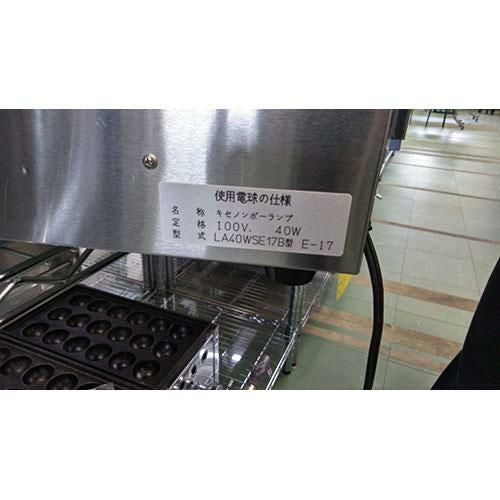 使用電球の仕様
名 称 キセノンボーランプ
定 格 100V、 40W
型 式 LA40WSE17B型 E-17